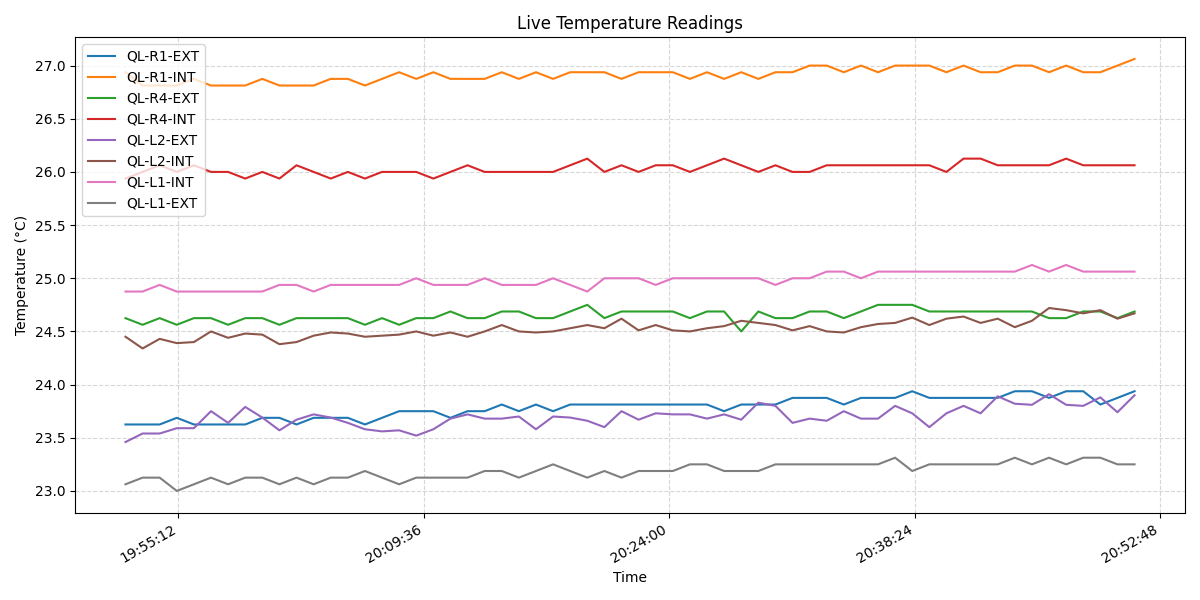 Live Temperature Readings
QL-R1-EXT
QL-R1-INT
QL-R4-EXT
QL-R4-INT
QL-L2-EXT
QL-L2-INT
QL-L1-INT
QL-L1-EXT
Temperature (°C)
27.0
26.5
26.0
25.5
25.0
24.5
24.0
23.5
23.0
19:55:12
20:09:36
20:24:00
20:38:24
20:52:48
Time